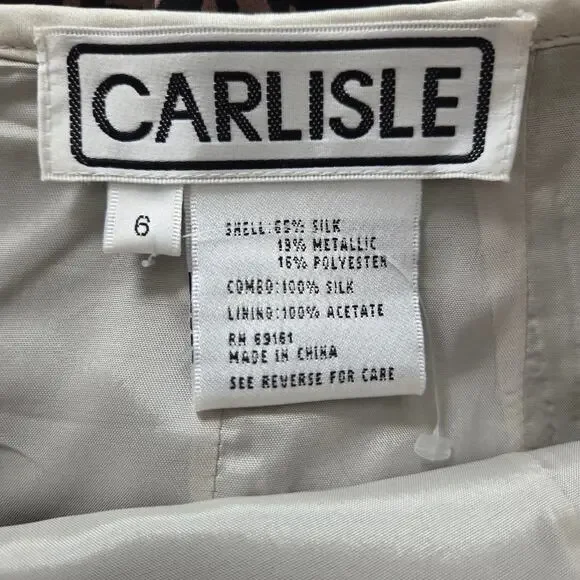 CARLISLE
6
SHELL:65% SILK
19% METALLIC
16% POLYESTER
COMBO:100% SILK
LINING:100% ACETATE
RN 69161
MADE IN CHINA
SEE REVERSE FOR CARE